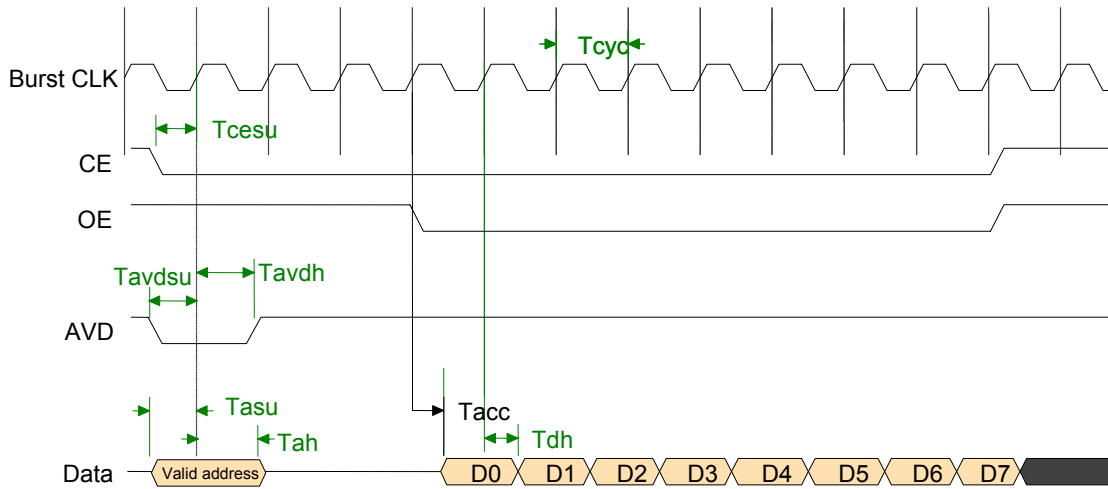 Tcyc
Burst CLK
Tcesu
CE
OE
Tavdsu
Tavdh
AVD
Tasu
Tacc
Tah
Tdh
Data
Valid address
D0
D1
D2
D3
D4
D5
D6
D7